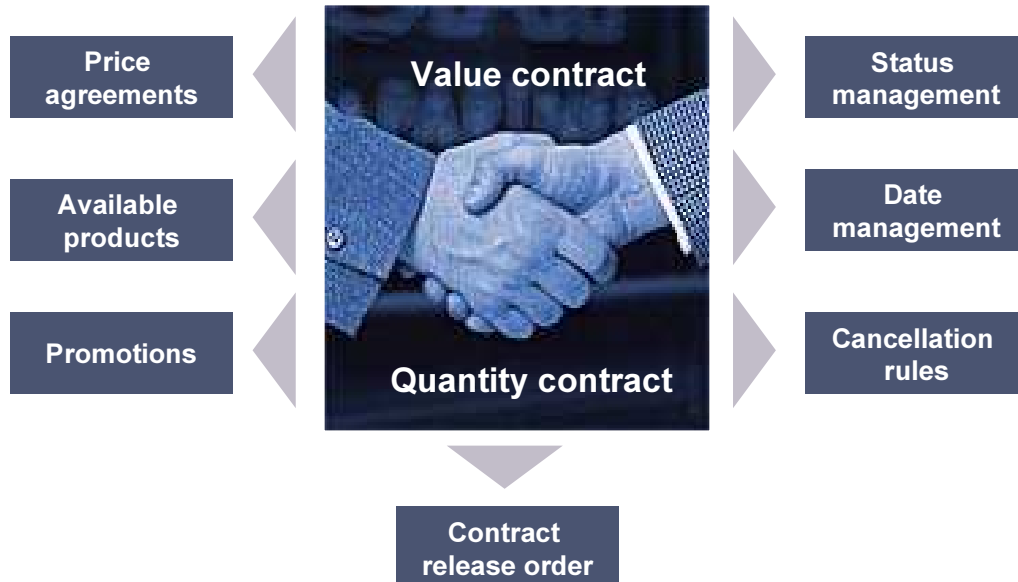 Price
agreements
Available
products
Promotions
Value contract
Quantity contract
Status
management
Date
management
Cancellation
rules
Contract
release order